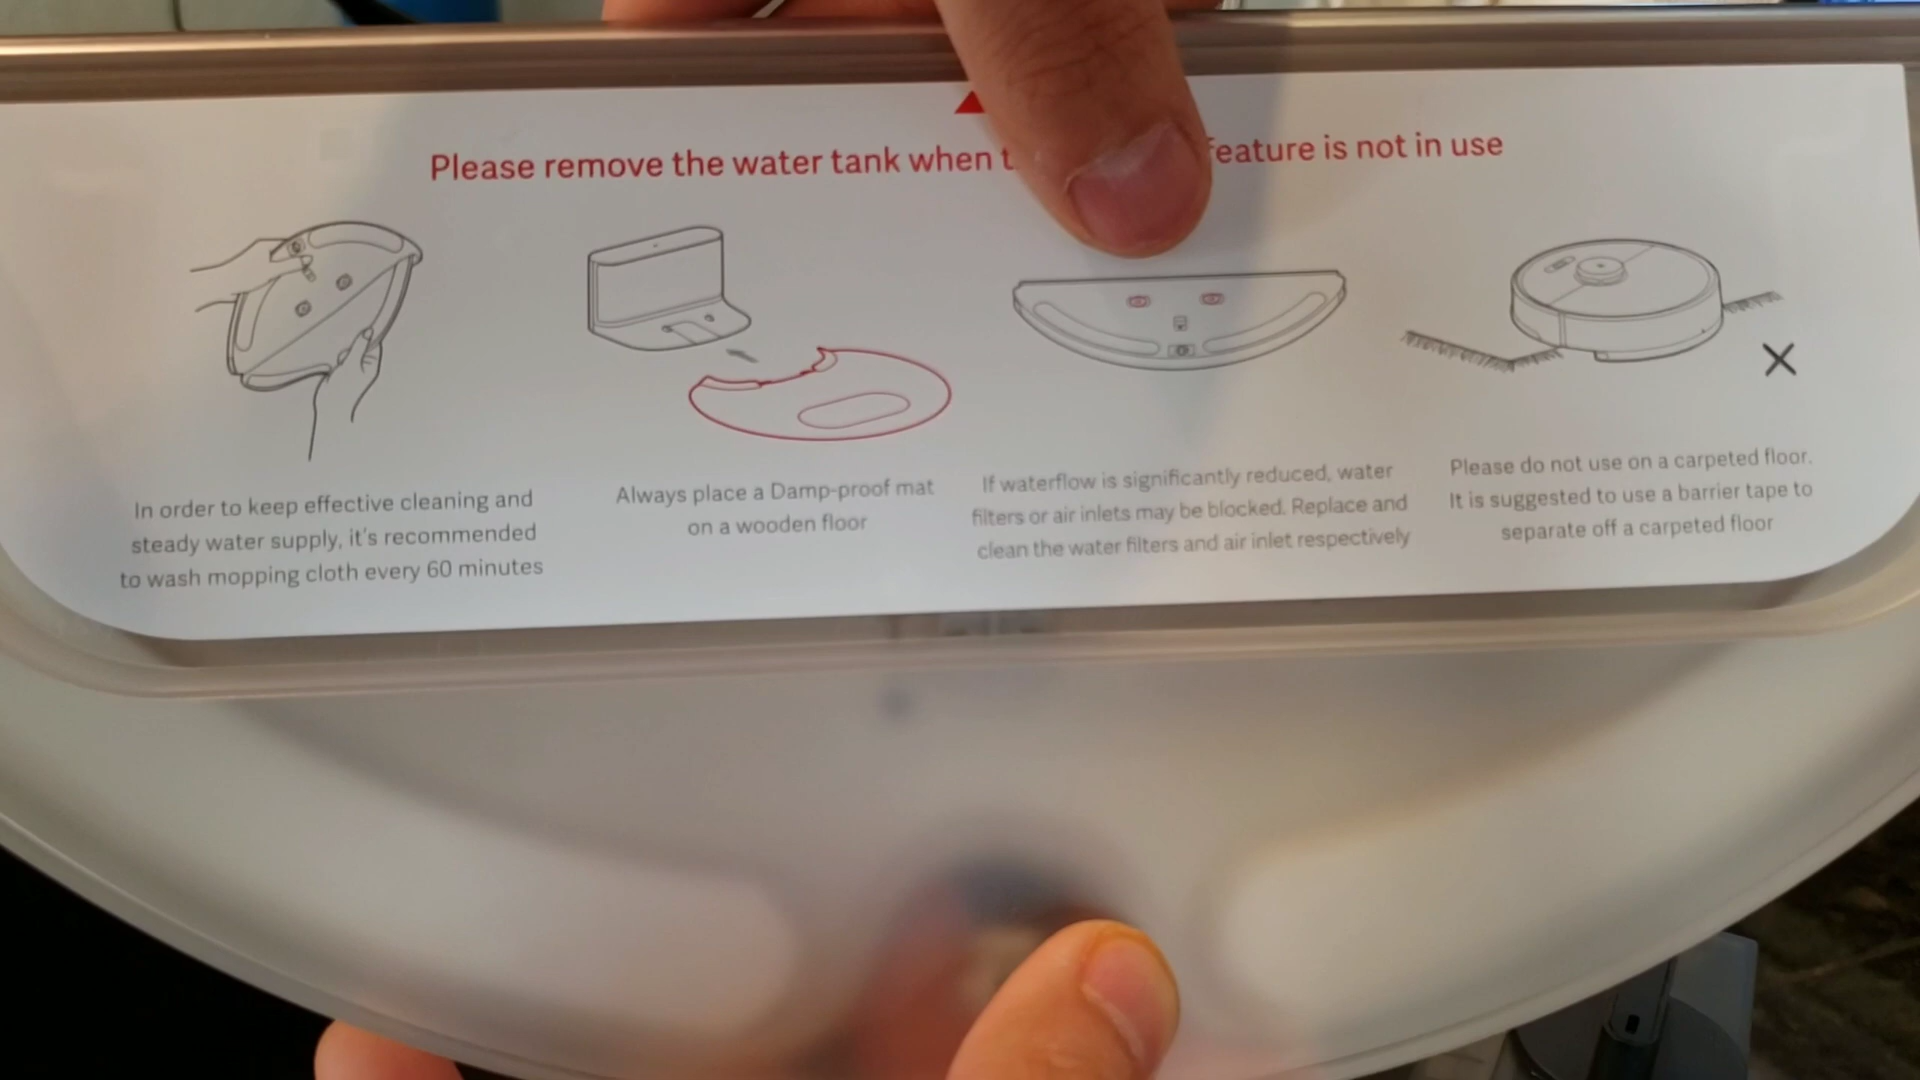 Please remove the water tank when feature is not in use
In order to keep effective cleaning and
steady water supply, it's recommended
to wash mopping cloth every 60 minutes
Always place a Damp-proof mat
on a wooden floor
If waterflow is significantly reduced, water
filters or air inlets may be blocked. Replace and
clean the water filters and air inlet respectively
Please do not use on a carpeted floor.
It is suggested to use a barrier tape to
separate off a carpeted floor